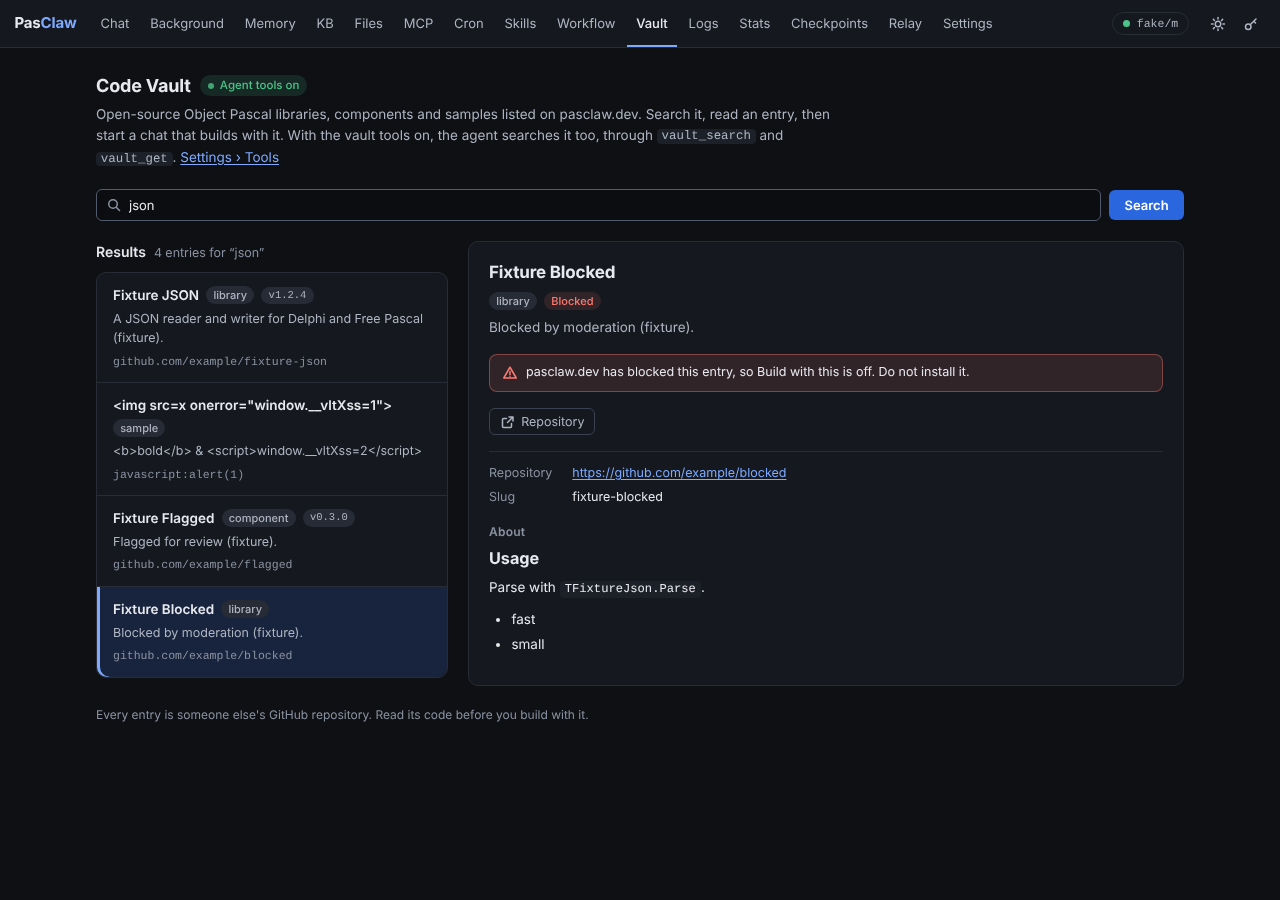 PasClaw Chat Background Memory KB Files MCP Cron Skills Workflow Vault Logs Stats Checkpoints Relay Settings fake/m
Code Vault Agent tools on
Open-source Object Pascal libraries, components and samples listed on pasclaw.dev. Search it, read an entry, then
start a chat that builds with it. With the vault tools on, the agent searches it too, through vault_search and
vault_get. Settings › Tools
json Search
Results 4 entries for “json”
Fixture JSON library v1.2.4
A JSON reader and writer for Delphi and Free Pascal
(fixture).
github.com/example/fixture-json
<img src=x onerror="window.__vltXss=1">
sample
<b>bold</b> & <script>window.__vltXss=2</script>
javascript:alert(1)
Fixture Flagged component v0.3.0
Flagged for review (fixture).
github.com/example/flagged
Fixture Blocked library
Blocked by moderation (fixture).
github.com/example/blocked
Fixture Blocked
library Blocked
Blocked by moderation (fixture).
pasclaw.dev has blocked this entry, so Build with this is off. Do not install it.
Repository
Repository https://github.com/example/blocked
Slug fixture-blocked
About
Usage
Parse with TFixtureJson.Parse.
• fast
• small
Every entry is someone else's GitHub repository. Read its code before you build with it.